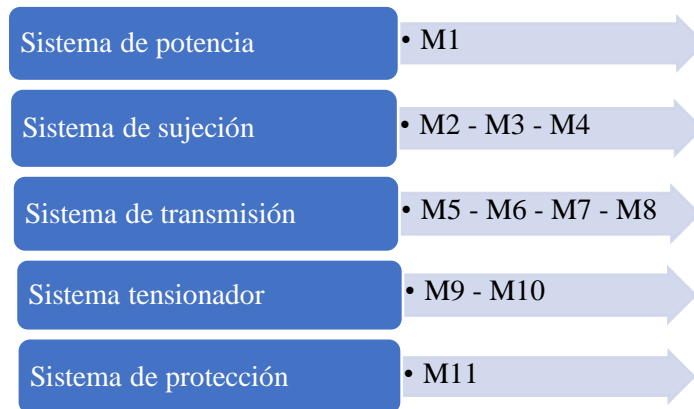 Sistema de potencia
• M1
Sistema de sujeción
• M2 - M3 - M4
Sistema de transmisión
• M5 - M6 - M7 - M8
Sistema tensionador
• M9 - M10
Sistema de protección
• M11